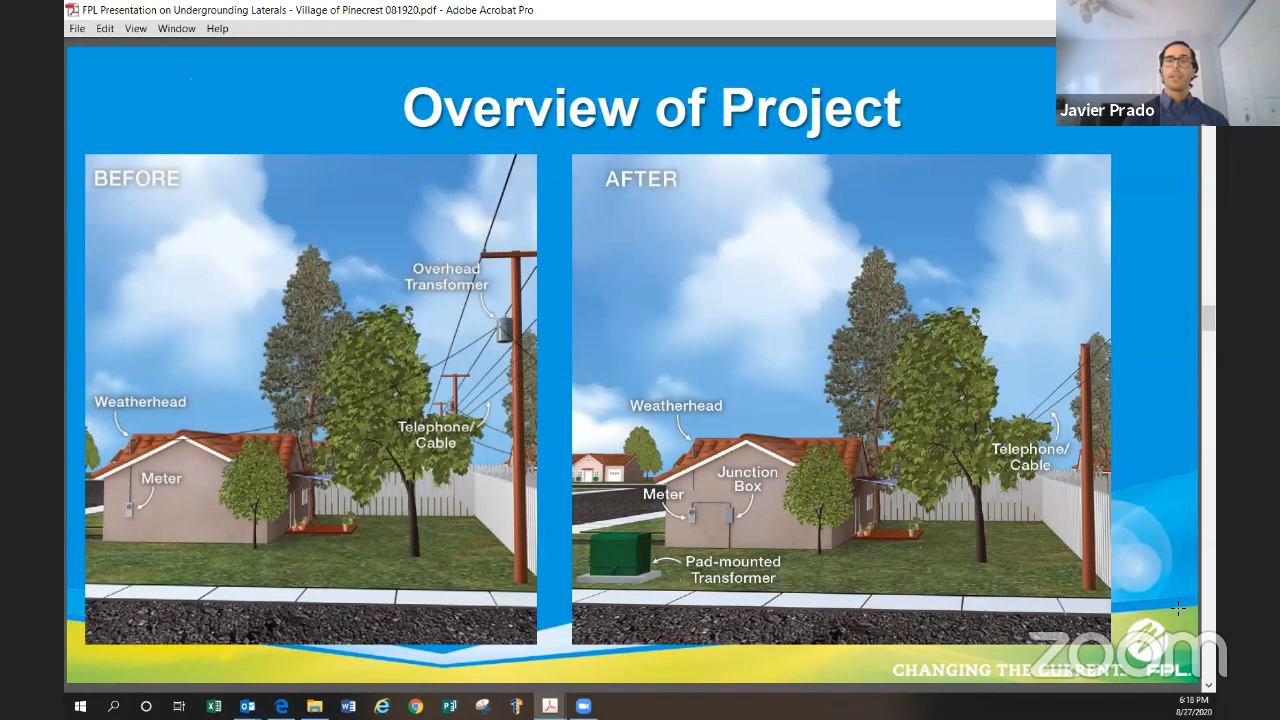 FPL Presentation on Undergrounding Laterals - Village of Pinecrest 081920.pdf - Adobe Acrobat Pro
File Edit View Window Help
Javier Prado
Overview of Project
BEFORE
Overhead
Transformer
Weatherhead
Telephone/
Cable
Meter
AFTER
Weatherhead
Telephone/
Cable
Junction
Box
Meter
Pad-mounted
Transformer
zoom
CHANGING THE CURRENT.
FPL.
6:18 PM
8/27/2020